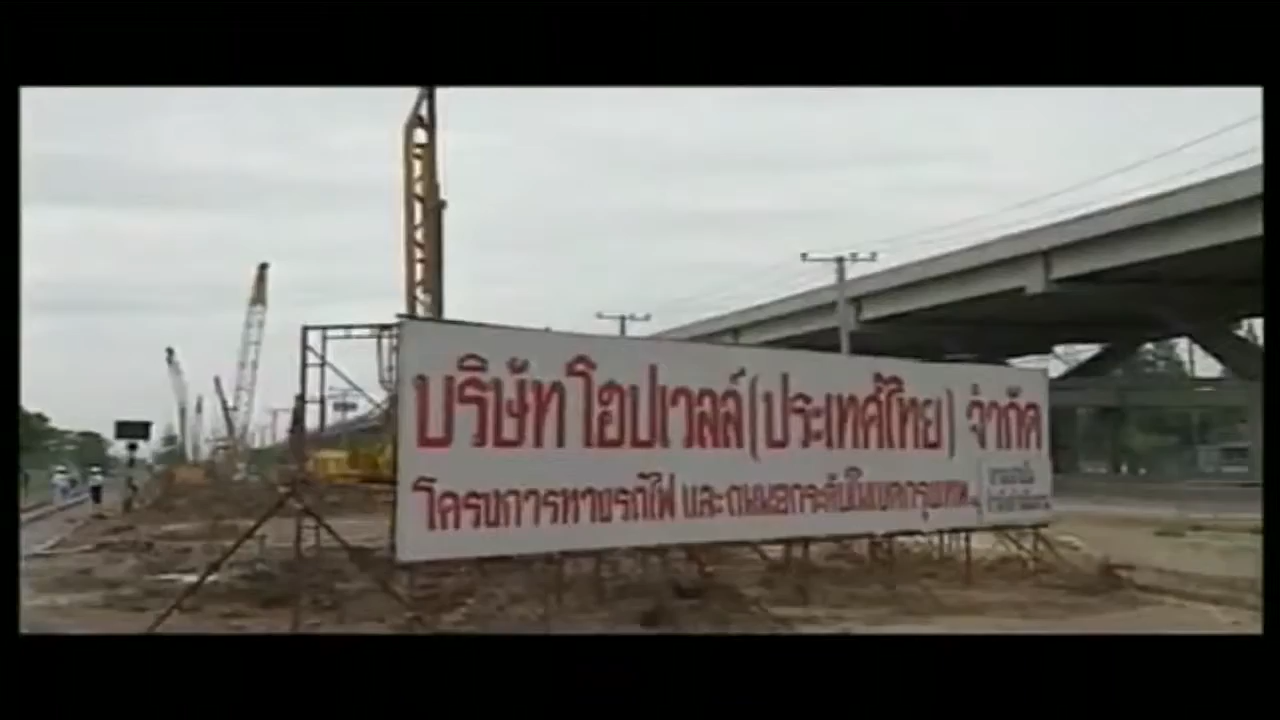 บริษัท โฮปเวลล์ (ประเทศไทย) จำกัด
โครงการทางรถไฟ และถนนยกระดับในเขตกรุงเทพฯ